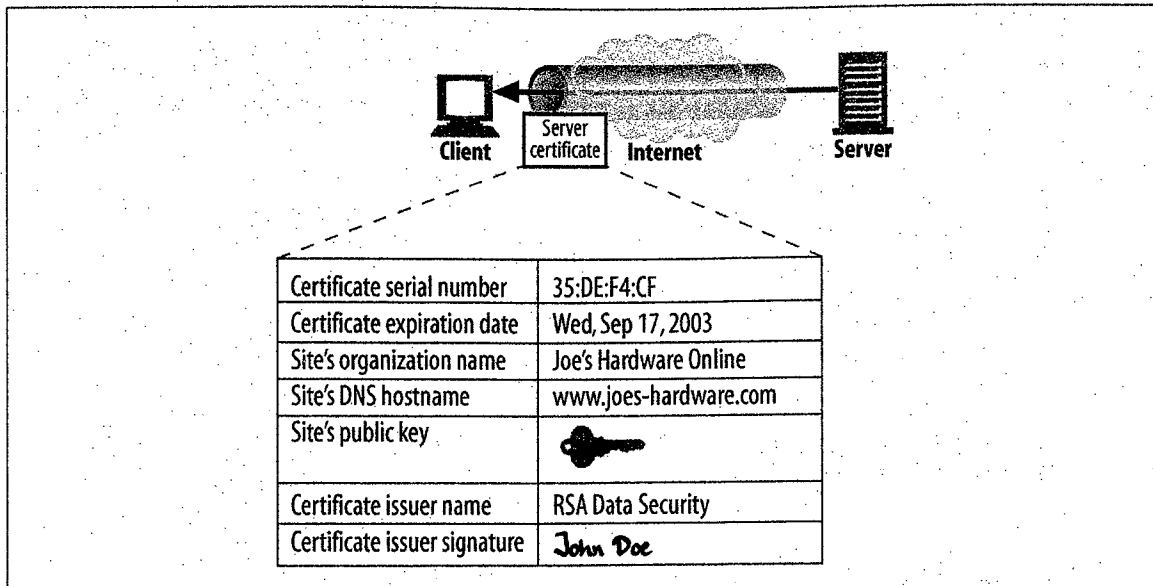 Server
certificate
Client
Internet
Server
Certificate serial number 35:DE:F4:CF
Certificate expiration date Wed, Sep 17, 2003
Site's organization name Joe's Hardware Online
Site's DNS hostname www.joes-hardware.com
Site's public key
Certificate issuer name RSA Data Security
Certificate issuer signature John Doe